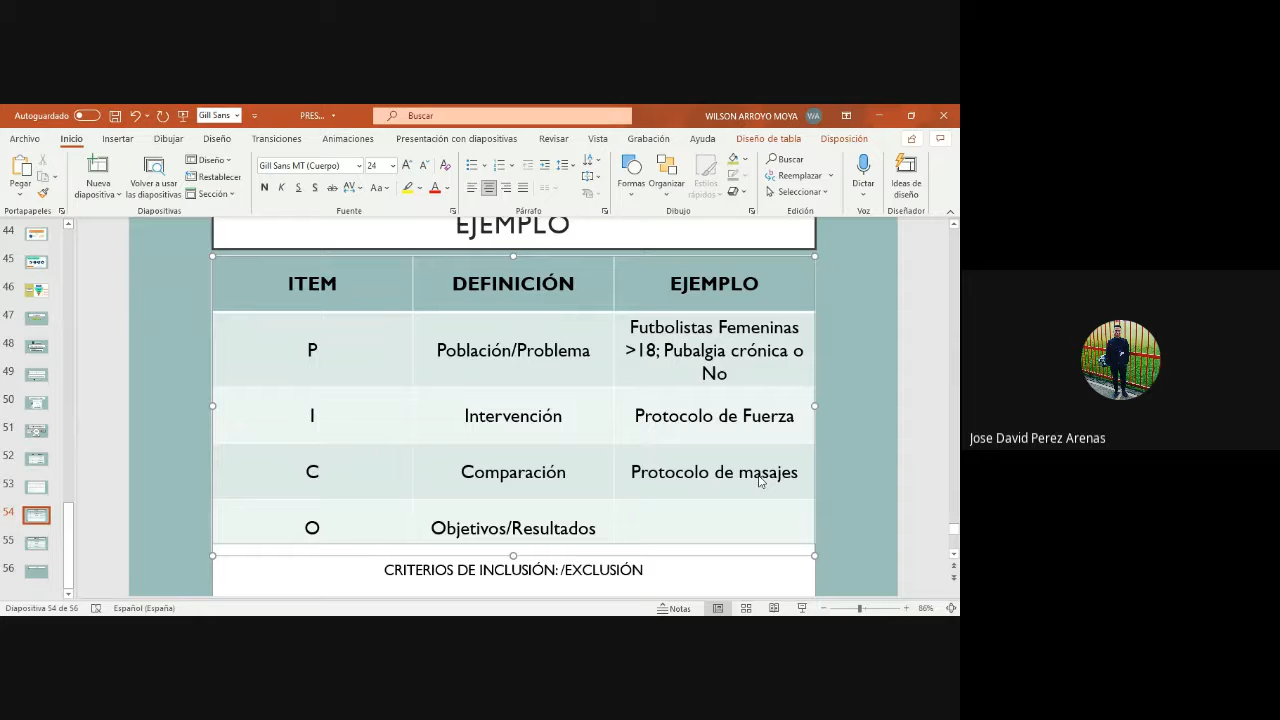 Autoguardado
Gill Sans
PRES...
Buscar
WILSON ARROYO MOYA
WA
Archivo
Inicio
Insertar
Dibujar
Diseño
Transiciones
Animaciones
Presentación con diapositivas
Revisar
Vista
Grabación
Ayuda
Diseño de tabla
Disposición
Pegar
Nueva diapositiva
Volver a usar las diapositivas
Diseño
Restablecer
Sección
Gill Sans MT (Cuerpo)
24
N K S S ab AV Aa A
Formas
Organizar
Estilos rápidos
Buscar
Reemplazar
Seleccionar
Dictar
Ideas de diseño
Portapapeles
Diapositivas
Fuente
Párrafo
Dibujo
Edición
Voz
Diseñador
44
45
46
47
48
49
50
51
52
53
54
55
56
EJEMPLO
ITEM DEFINICIÓN EJEMPLO
P Población/Problema Futbolistas Femeninas
>18; Pubalgia crónica o
No
I Intervención Protocolo de Fuerza
C Comparación Protocolo de masajes
O Objetivos/Resultados
CRITERIOS DE INCLUSIÓN: /EXCLUSIÓN
Diapositiva 54 de 56
Español (España)
Notas
86%
Jose David Perez Arenas